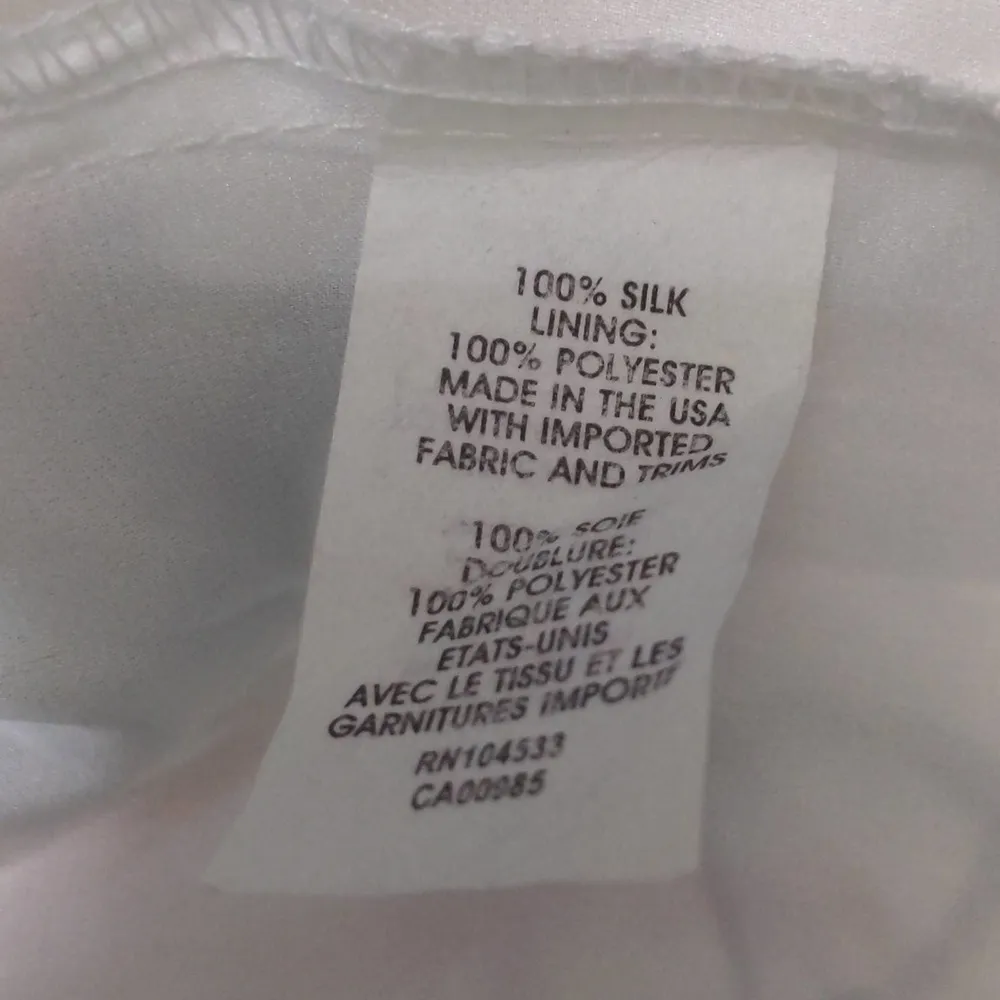 100% SILK
LINING:
100% POLYESTER
MADE IN THE USA
WITH IMPORTED
FABRIC AND TRIMS
100% SOIE
DOUBLURE:
100% POLYESTER
FABRIQUE AUX
ETATS-UNIS
AVEC LE TISSU ET LES
GARNITURES IMPORTF
RN104533
CA00985